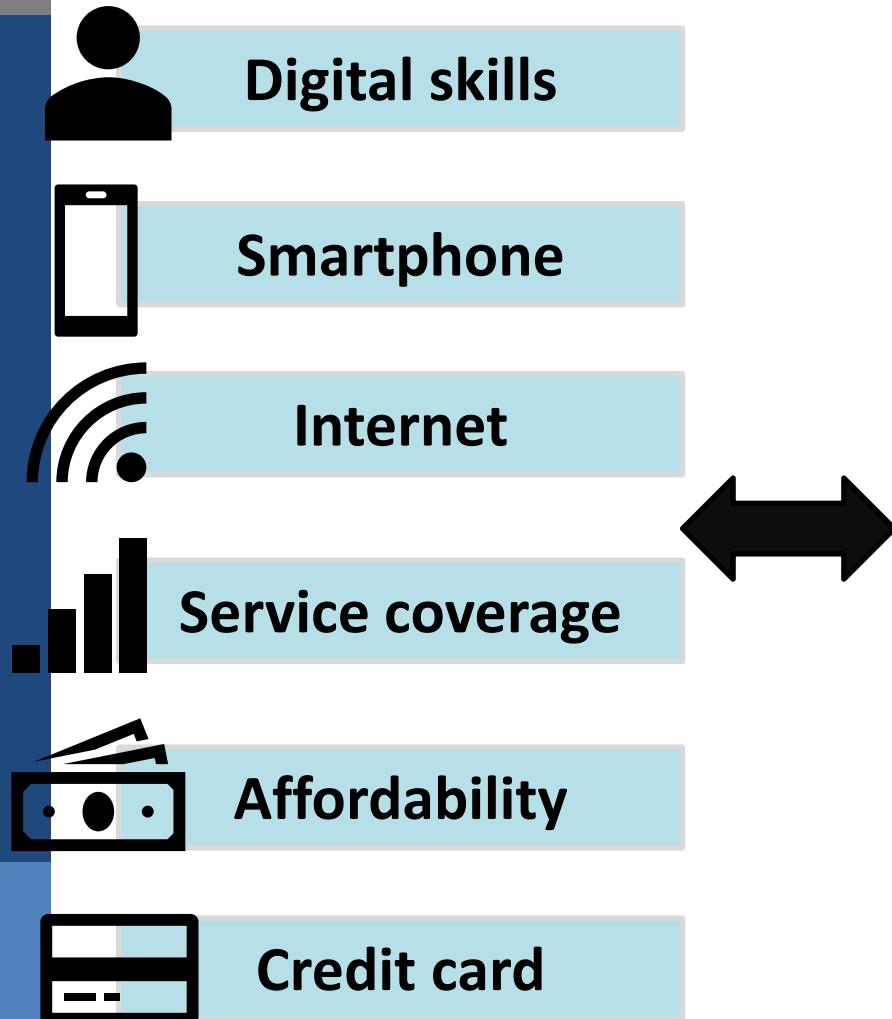 Digital skills
Smartphone
Internet
Service coverage
Affordability
Credit card